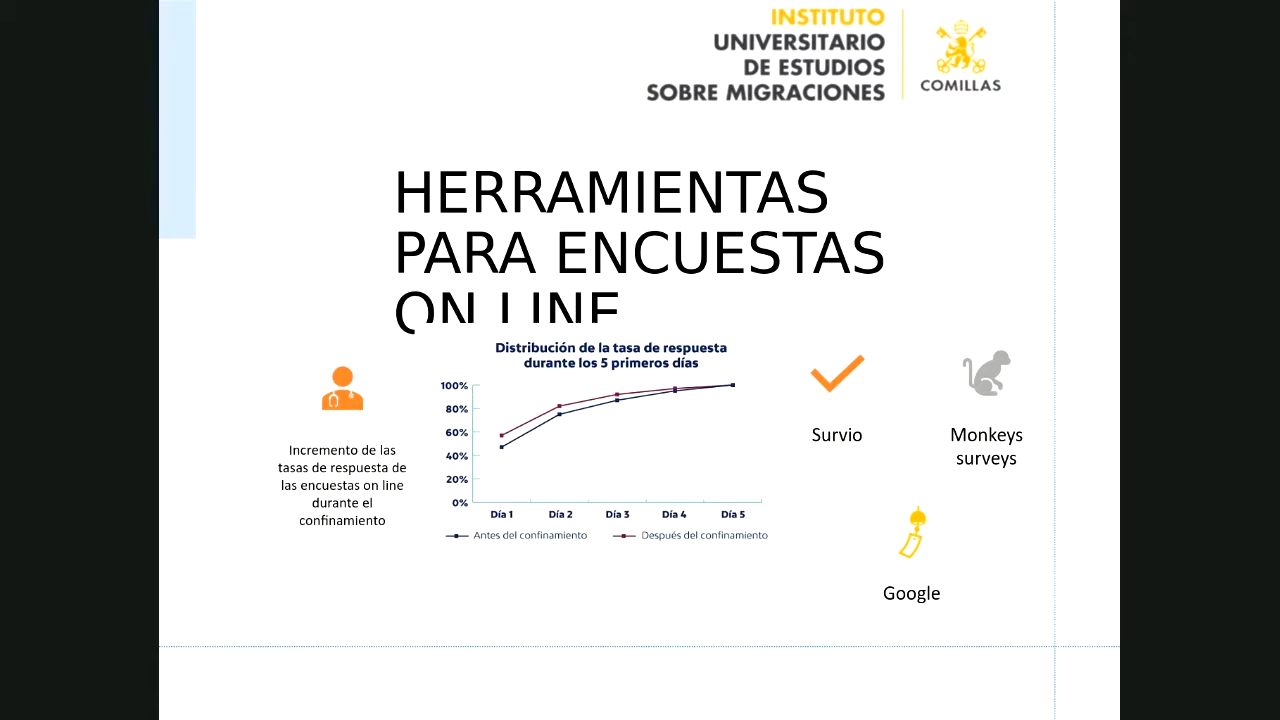 INSTITUTO
UNIVERSITARIO
DE ESTUDIOS
SOBRE MIGRACIONES
COMILLAS
HERRAMIENTAS
PARA ENCUESTAS
ON LINE
Incremento de las
tasas de respuesta de
las encuestas on line
durante el
confinamiento
Distribución de la tasa de respuesta
durante los 5 primeros días
100%
80%
60%
40%
20%
0%
Día 1 Día 2 Día 3 Día 4 Día 5
Antes del confinamiento Después del confinamiento
Survio
Monkeys
surveys
Google